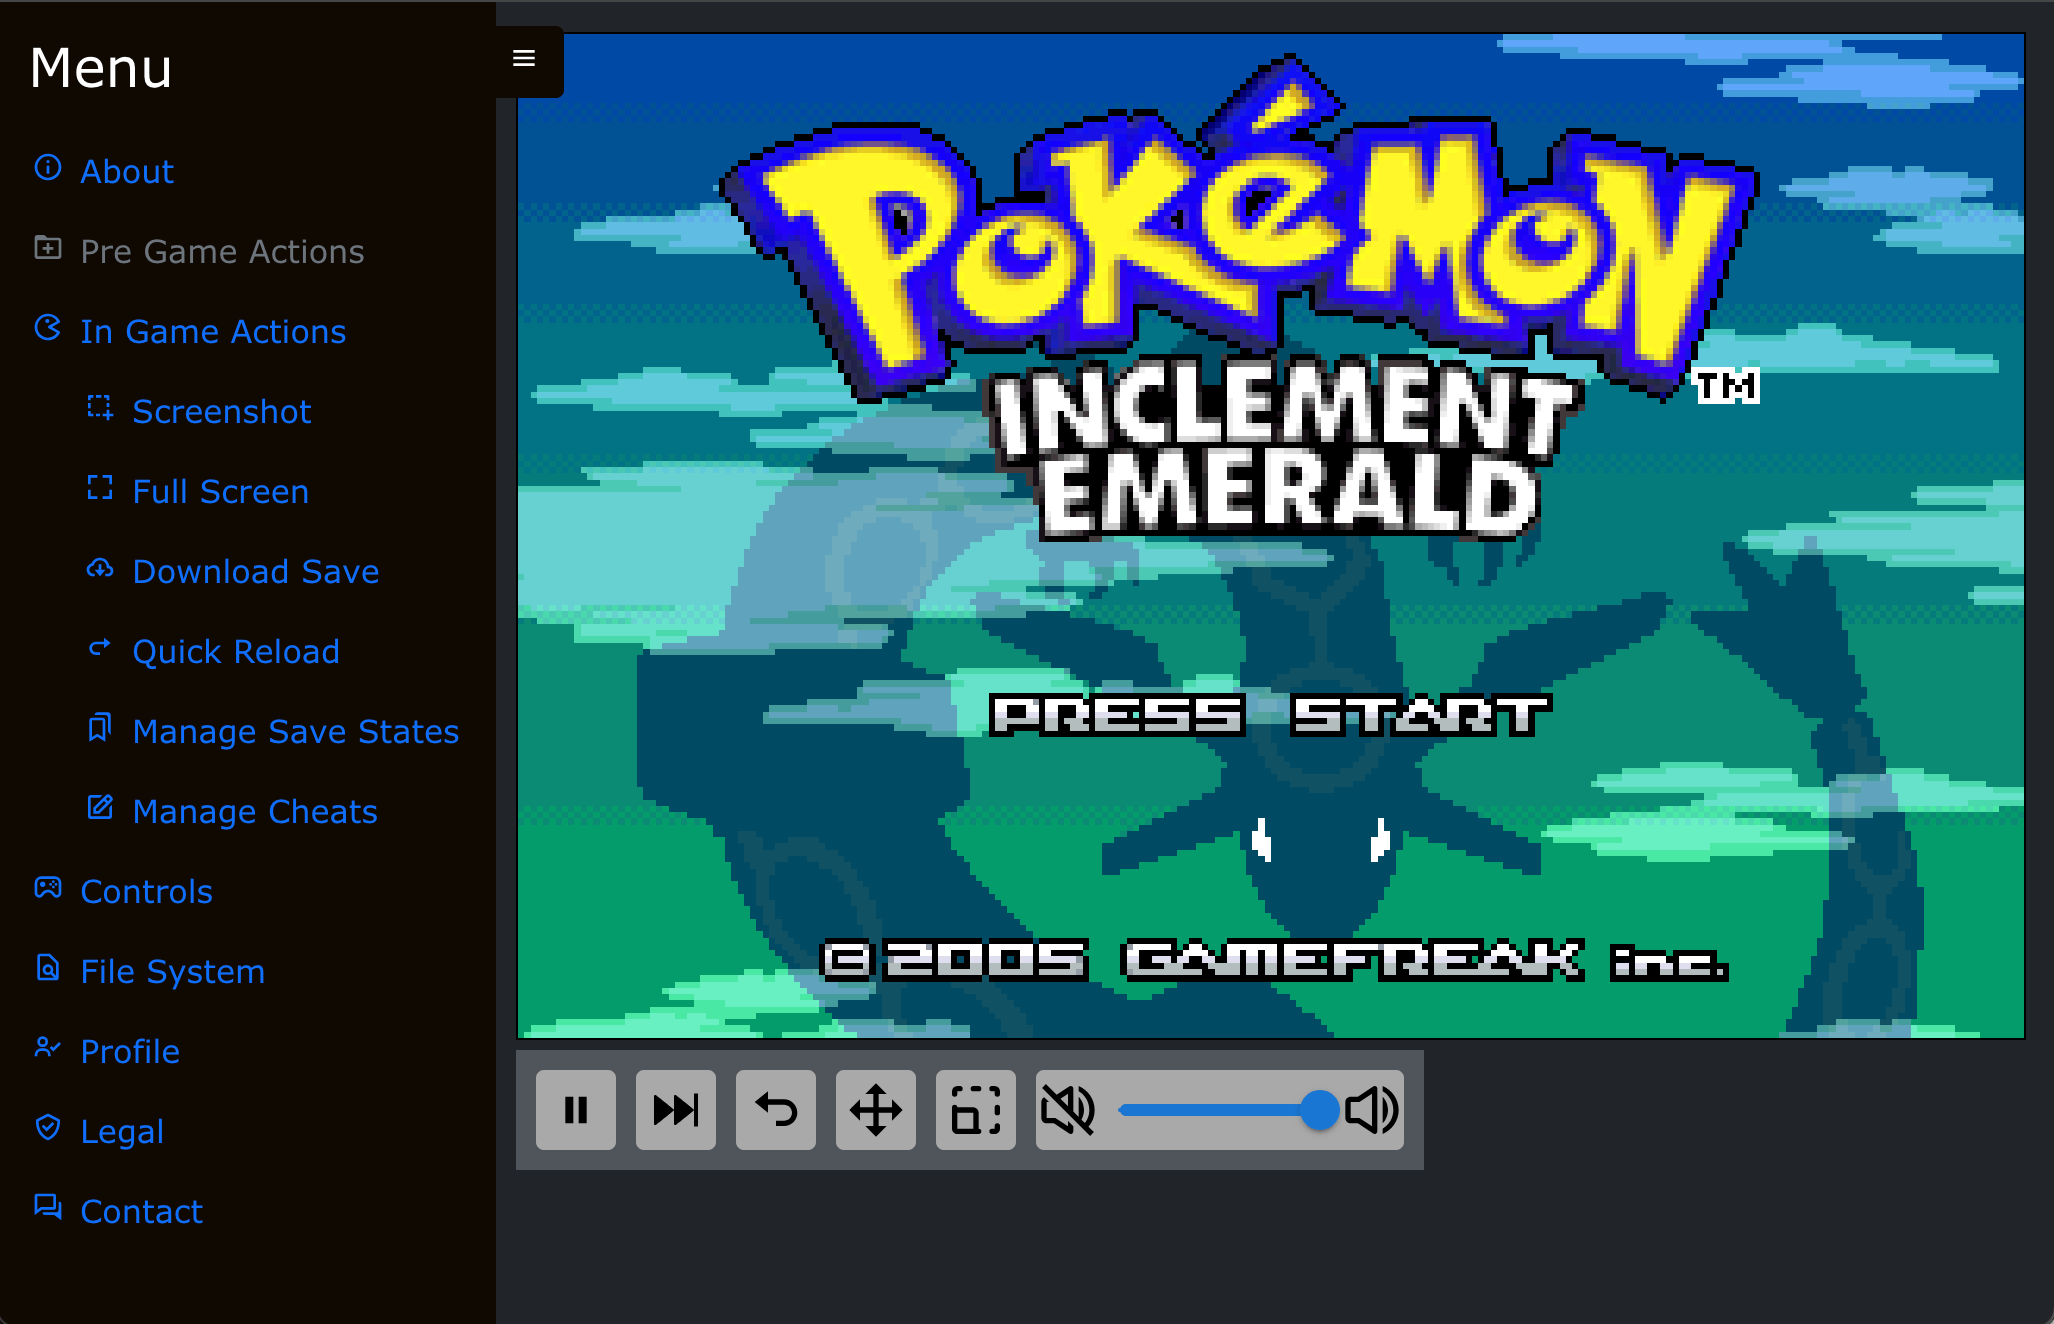 Menu
About
Pre Game Actions
In Game Actions
Screenshot
Full Screen
Download Save
Quick Reload
Manage Save States
Manage Cheats
Controls
File System
Profile
Legal
Contact
POKéMON
TM
INCLEMENT
EMERALD
PRESS START
©2005 GAMEFREAK inc.